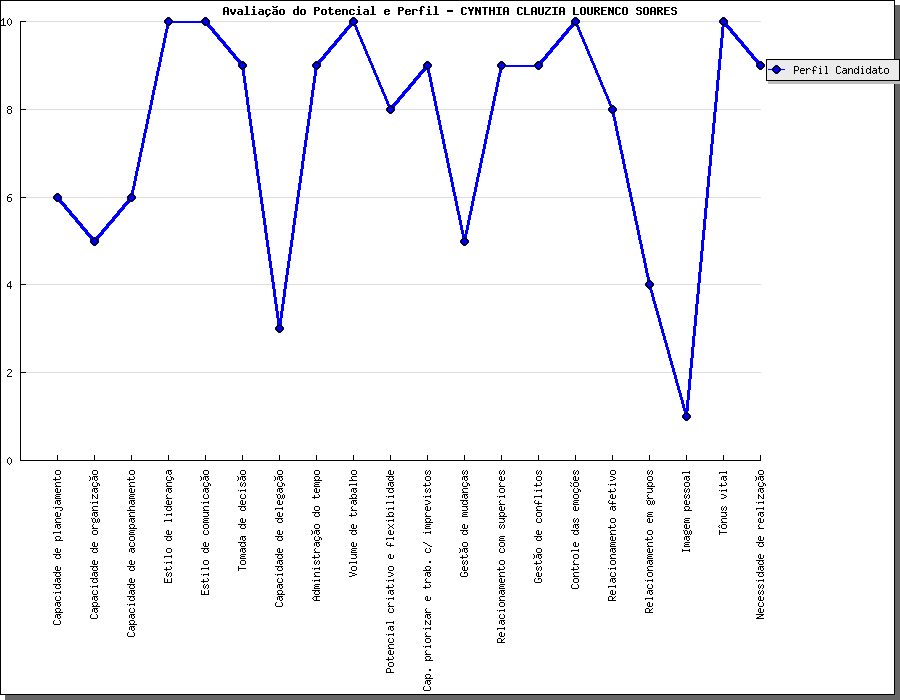 Avaliação do Potencial e Perfil - CYNTHIA CLAUZIA LOURENCO SOARES
10
8
6
4
2
0
Perfil Candidato
Capacidade de planejamento
Capacidade de organização
Capacidade de acompanhamento
Estilo de liderança
Estilo de comunicação
Tomada de decisão
Capacidade de delegação
Administração do tempo
Volume de trabalho
Potencial criativo e flexibilidade
Cap. priorizar e trab. c/ imprevistos
Gestão de mudanças
Relacionamento com superiores
Gestão de conflitos
Controle das emoções
Relacionamento afetivo
Relacionamento em grupos
Imagem pessoal
Tônus vital
Necessidade de realização